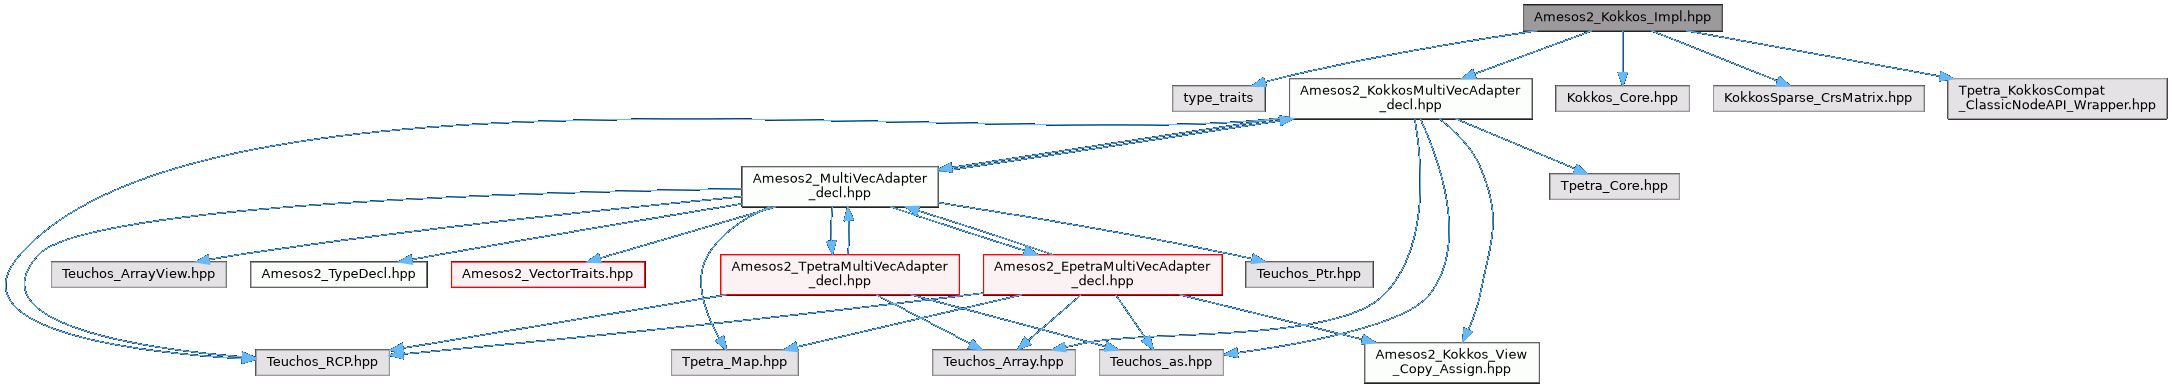 Amesos2_Kokkos_Impl.hpp
type_traits
Amesos2_KokkosMultiVecAdapter
_decl.hpp
Kokkos_Core.hpp
KokkosSparse_CrsMatrix.hpp
Tpetra_KokkosCompat
_ClassicNodeAPI_Wrapper.hpp
Amesos2_MultiVecAdapter
_decl.hpp
Tpetra_Core.hpp
Teuchos_ArrayView.hpp
Amesos2_TypeDecl.hpp
Amesos2_VectorTraits.hpp
Amesos2_TpetraMultiVecAdapter
_decl.hpp
Amesos2_EpetraMultiVecAdapter
_decl.hpp
Teuchos_Ptr.hpp
Teuchos_RCP.hpp
Tpetra_Map.hpp
Teuchos_Array.hpp
Teuchos_as.hpp
Amesos2_Kokkos_View
_Copy_Assign.hpp